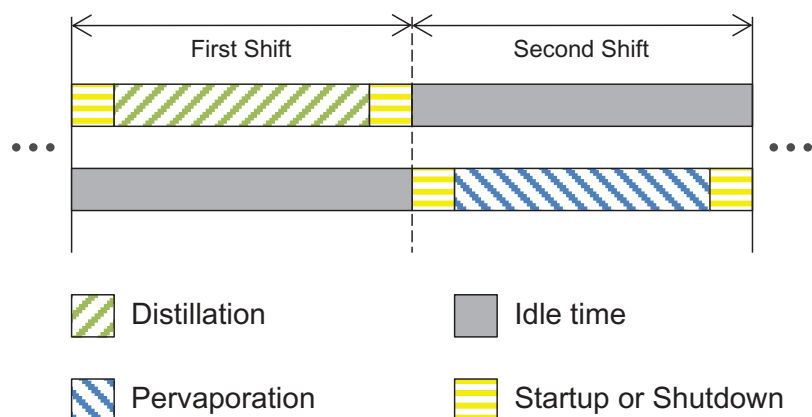 First Shift
Second Shift
Distillation
Idle time
Pervaporation
Startup or Shutdown